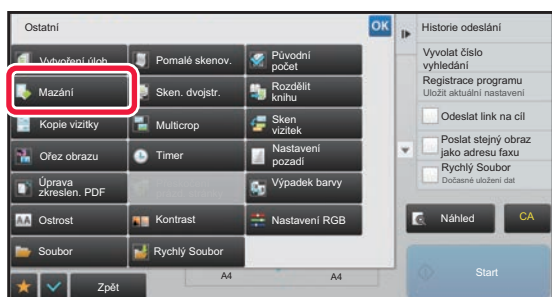 Ostatní
OK
Vytvoření úloh
Pomalé skenov.
Původní
počet
Mazání
Sken. dvojstr.
Rozdělit
knihu
Kopie vizitky
Multicrop
Sken
vizitek
Ořez obrazu
Timer
Nastavení
pozadí
Úprava
zkreslen. PDF
Výpadek barvy
AA
Ostrost
Kontrast
Nastavení RGB
Soubor
Rychlý Soubor
Zpět
A4
A4
Historie odeslání
Vyvolat číslo
vyhledání
Registrace programu
Uložit aktuální nastavení
Odeslat link na cíl
Poslat stejný obraz
jako adresu faxu
Rychlý Soubor
Dočasné uložení dat
Náhled
CA
Start